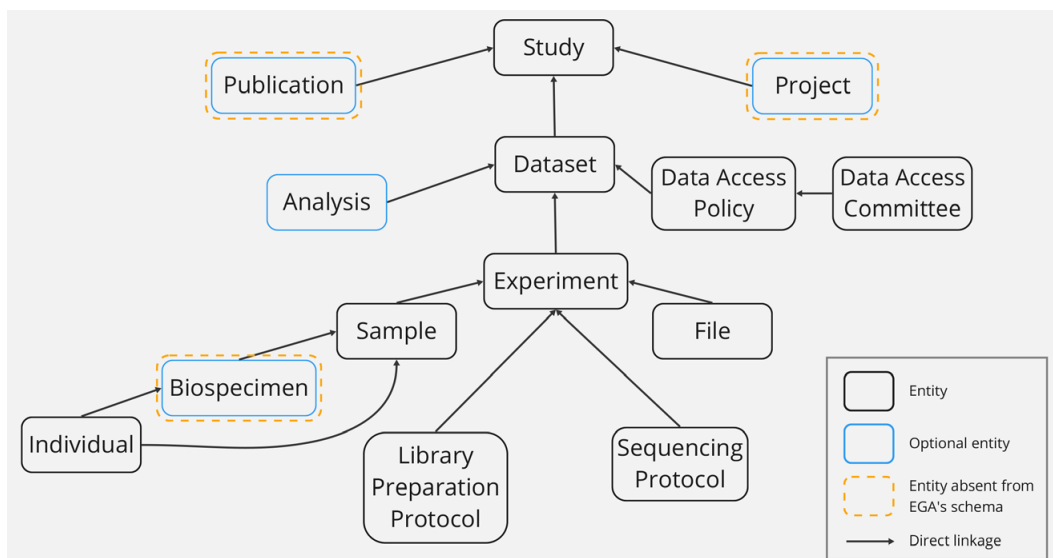 Study
Publication
Project
Dataset
Analysis
Data Access
Policy
Data Access
Committee
Experiment
Sample
File
Biospecimen
Individual
Library
Preparation
Protocol
Sequencing
Protocol
Entity
Optional entity
Entity absent from
EGA's schema
Direct linkage